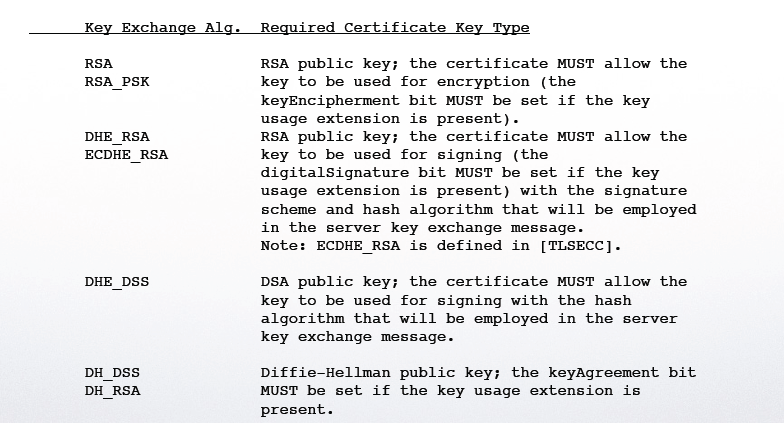 Key Exchange Alg.  Required Certificate Key Type
RSA                RSA public key; the certificate MUST allow the
RSA_PSK            key to be used for encryption (the
                   keyEncipherment bit MUST be set if the key
                   usage extension is present).
DHE_RSA            RSA public key; the certificate MUST allow the
ECDHE_RSA          key to be used for signing (the
                   digitalSignature bit MUST be set if the key
                   usage extension is present) with the signature
                   scheme and hash algorithm that will be employed
                   in the server key exchange message.
                   Note: ECDHE_RSA is defined in [TLSECC].
DHE_DSS            DSA public key; the certificate MUST allow the
                   key to be used for signing with the hash
                   algorithm that will be employed in the server
                   key exchange message.
DH_DSS             Diffie-Hellman public key; the keyAgreement bit
DH_RSA             MUST be set if the key usage extension is
                   present.